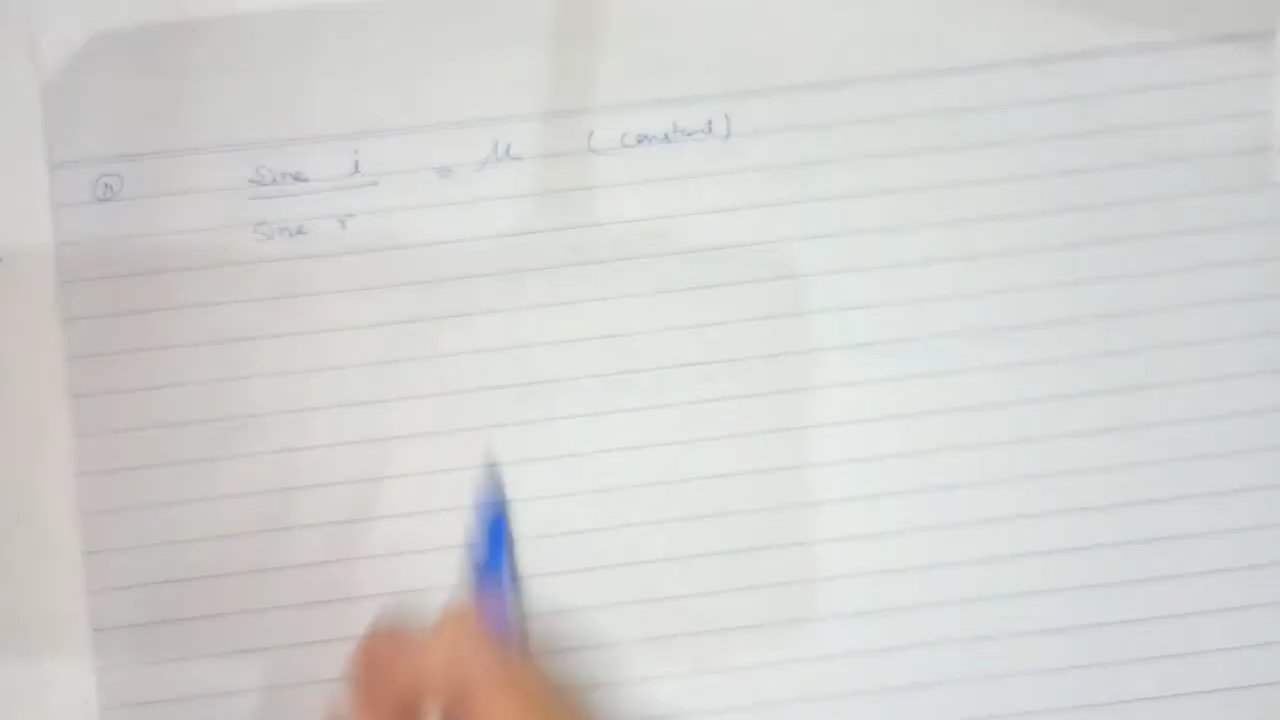 (ii) Sine i = μ (constant)
Sine r